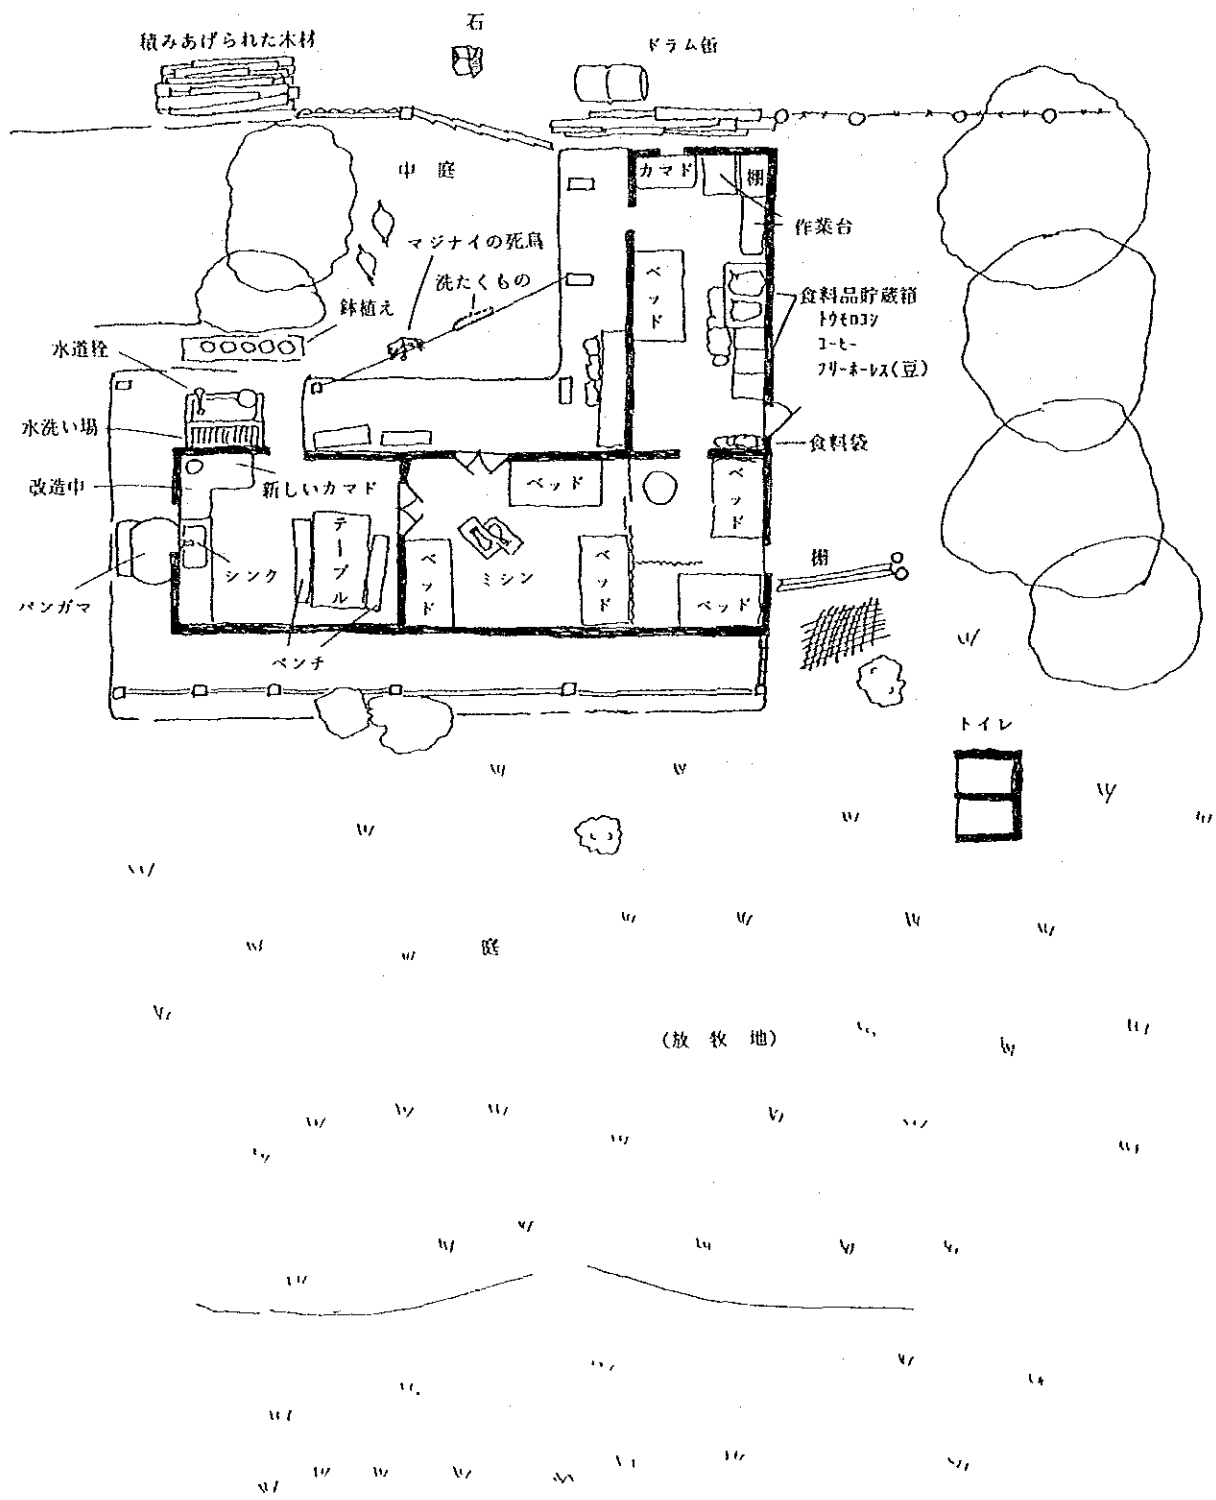 石
積みあげられた木材
ドラム缶
中庭
カマド
棚
作業台
マジナイの死鳥
洗たくもの
ベッド
食料品貯蔵箱
トウモロコシ
コーヒー
フリーホーレス(豆)
鉢植え
水道栓
水洗い場
食料袋
改造中
新しいカマド
ベッド
ベッド
テーブル
シンク
ベッド
ミシン
ベッド
ベッド
柵
パンガマ
ベンチ
トイレ
庭
(放牧地)